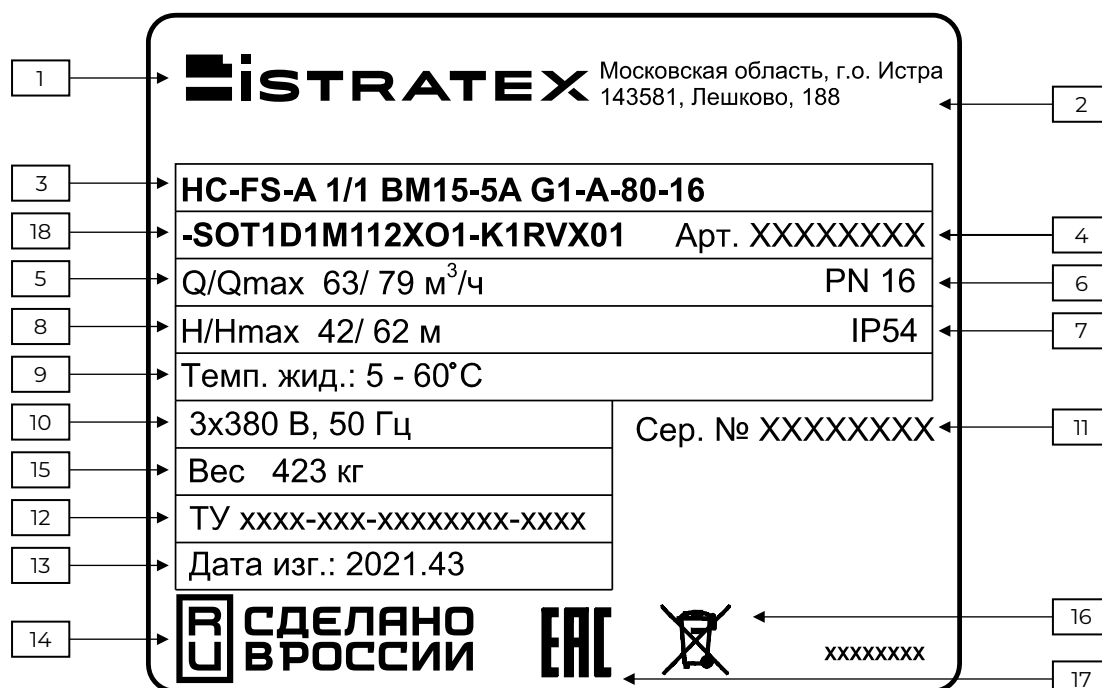 1
iSTRATEX
Московская область, г.о. Истра
143581, Лешково, 188
2
3
HC-FS-A 1/1 BM15-5A G1-A-80-16
18
-SOT1D1M112XO1-K1RVX01 Арт. XXXXXXXX
4
5
Q/Qmax 63/ 79 м³/ч PN 16
6
8
H/Hmax 42/ 62 м IP54
7
9
Темп. жид.: 5 - 60°C
10
3x380 В, 50 Гц
Сер. № XXXXXXXX
11
15
Вес 423 кг
12
ТУ xxxx-xxx-xxxxxxxx-xxxx
13
Дата изг.: 2021.43
14
RU СДЕЛАНО
В РОССИИ
EAC
16
xxxxxxxx
17